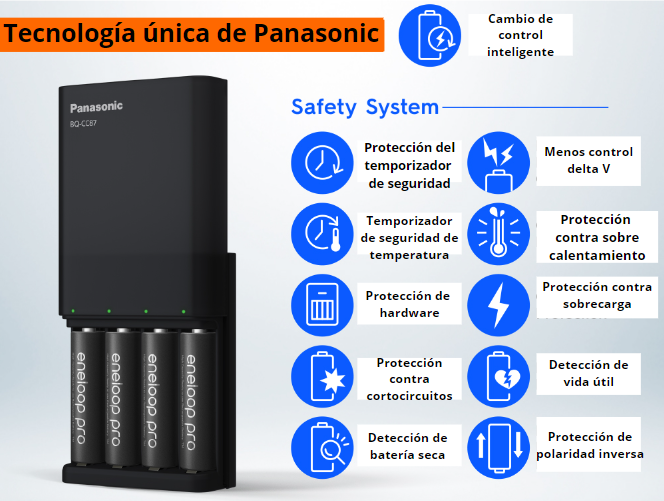 Tecnología única de Panasonic
Cambio de
control
inteligente
Panasonic
BQ-CC87
Safety System
Protección del
temporizador
de seguridad
Menos control
delta V
Temporizador
de seguridad de
temperatura
Protección
contra sobre
calentamiento
Protección de
hardware
Protección contra
sobrecarga
Protección
contra
cortocircuitos
Detección de
vida útil
Detección de
batería seca
Protección de
polaridad inversa
eneloop pro
eneloop pro
eneloop pro
eneloop pro